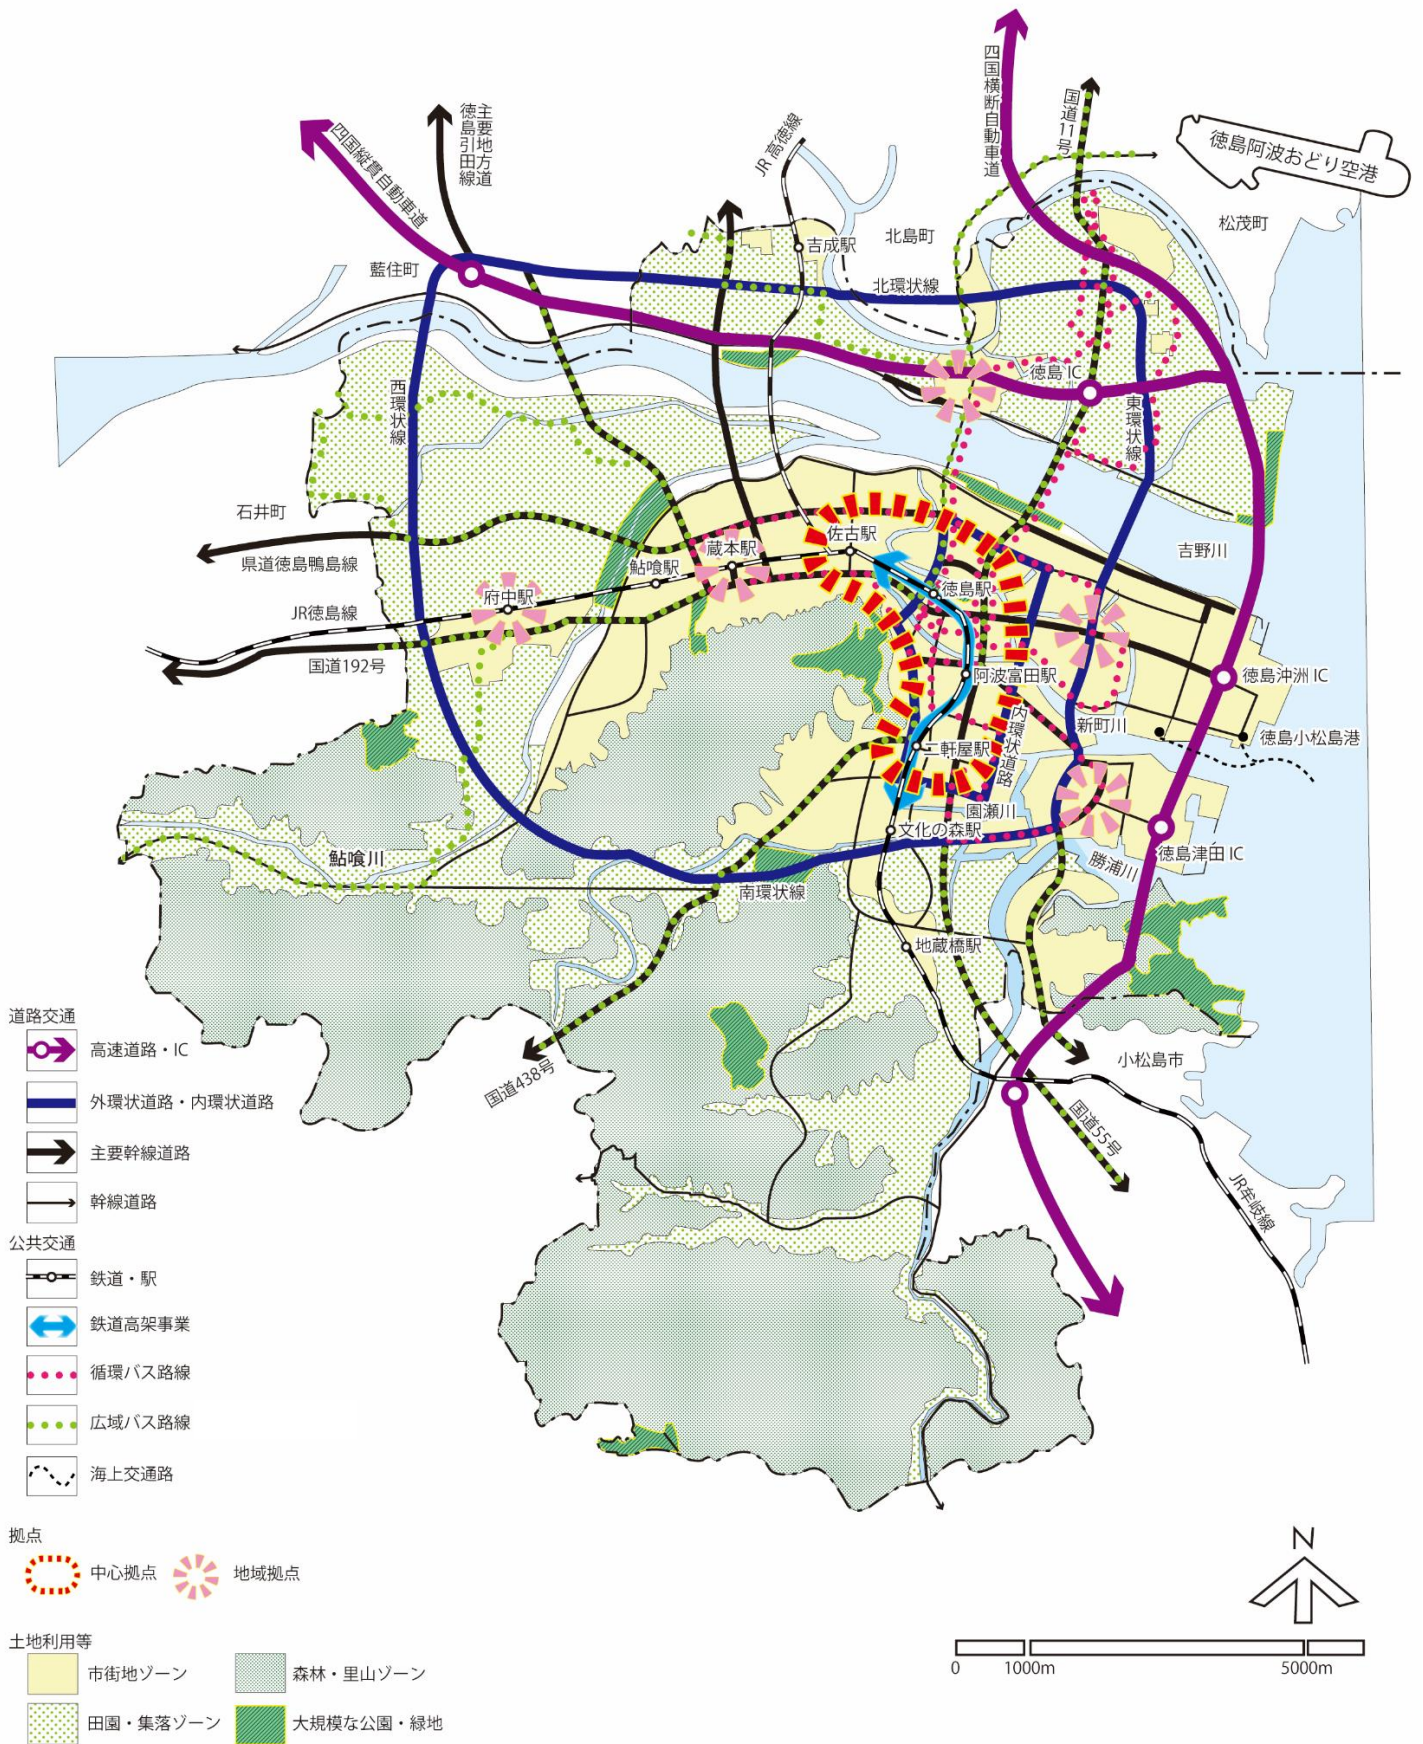 四国横断自動車道
国道11号
徳島阿波おどり空港
主要地方道
徳島引田線
四国縦貫自動車道
JR 高徳線
松茂町
北島町
吉成駅
藍住町
北環状線
徳島 IC
西環状線
東環状線
石井町
吉野川
県道徳島鴨島線
佐古駅
蔵本駅
鮎喰駅
徳島駅
府中駅
JR徳島線
国道192号
阿波富田駅
徳島沖洲 IC
内環状道路
新町川
徳島小松島港
二軒屋駅
園瀬川
文化の森駅
徳島津田 IC
勝浦川
鮎喰川
南環状線
地蔵橋駅
小松島市
国道438号
国道55号
JR牟岐線
道路交通
高速道路・IC
外環状道路・内環状道路
主要幹線道路
幹線道路
公共交通
鉄道・駅
鉄道高架事業
循環バス路線
広域バス路線
海上交通路
拠点
中心拠点
地域拠点
土地利用等
市街地ゾーン
森林・里山ゾーン
田園・集落ゾーン
大規模な公園・緑地
N
0
1000m
5000m